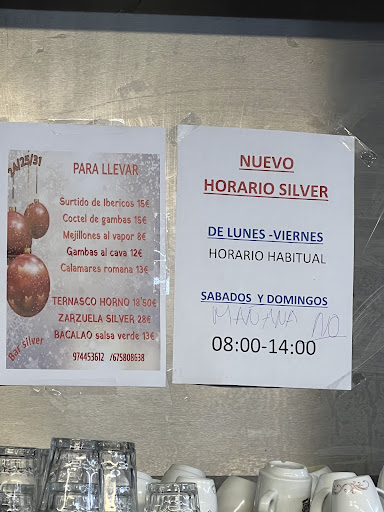 24/25/31
PARA LLEVAR
Surtido de Ibericos 15€
Coctel de gambas 16€
Mejillones al vapor 8€
Gambas al cava 12€
Calamares romana 13€
TERNASCO HORNO 18'50€
ZARZUELA SILVER 28€
BACALAO salsa verde 13€
974453612 /675808638
Bar silver
NUEVO
HORARIO SILVER
DE LUNES -VIERNES
HORARIO HABITUAL
SABADOS Y DOMINGOS
MAÑANA NO
08:00-14:00